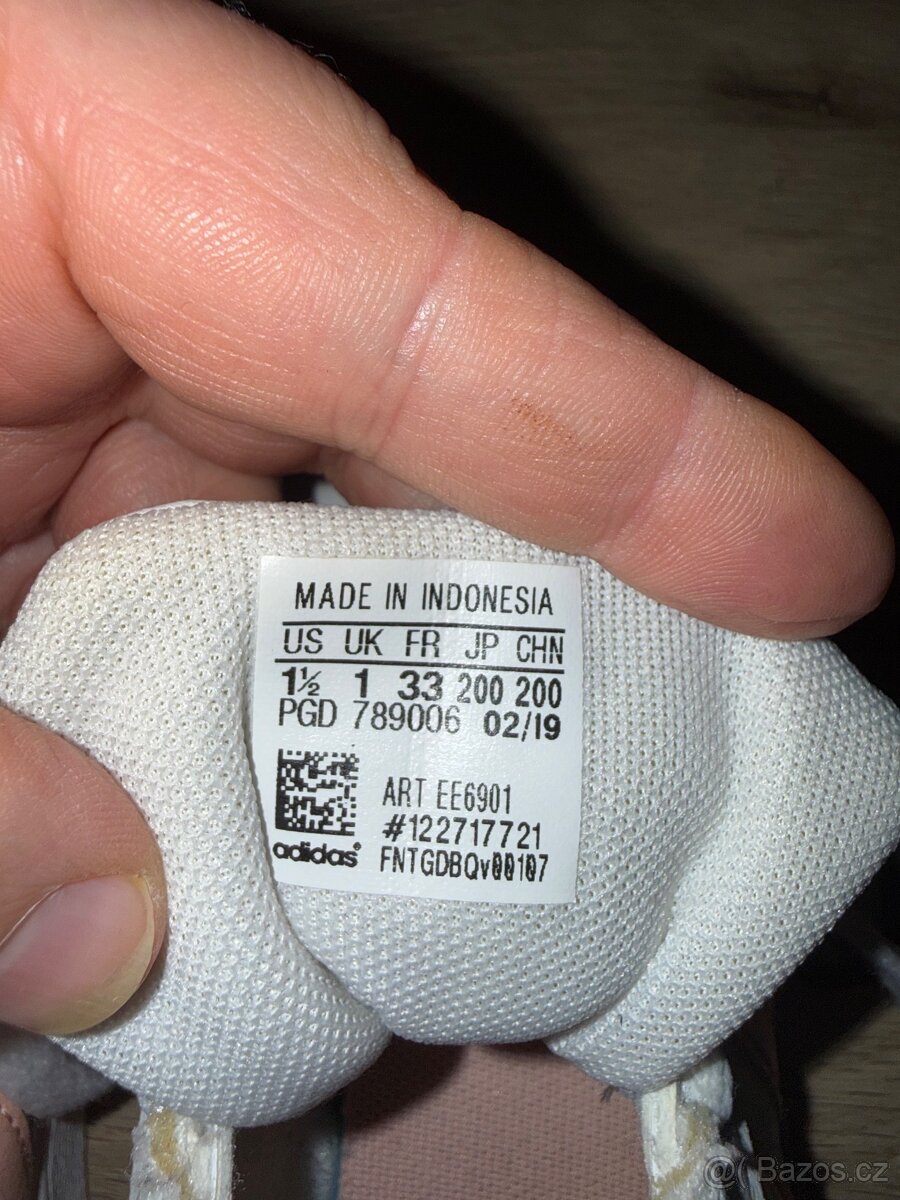 MADE IN INDONESIA
US UK FR JP CHN
1½ 1 33 200 200
PGD 789006 02/19
ART EE6901
#122717721
adidas® FNTGDBQv00107
@( Bazos.cz